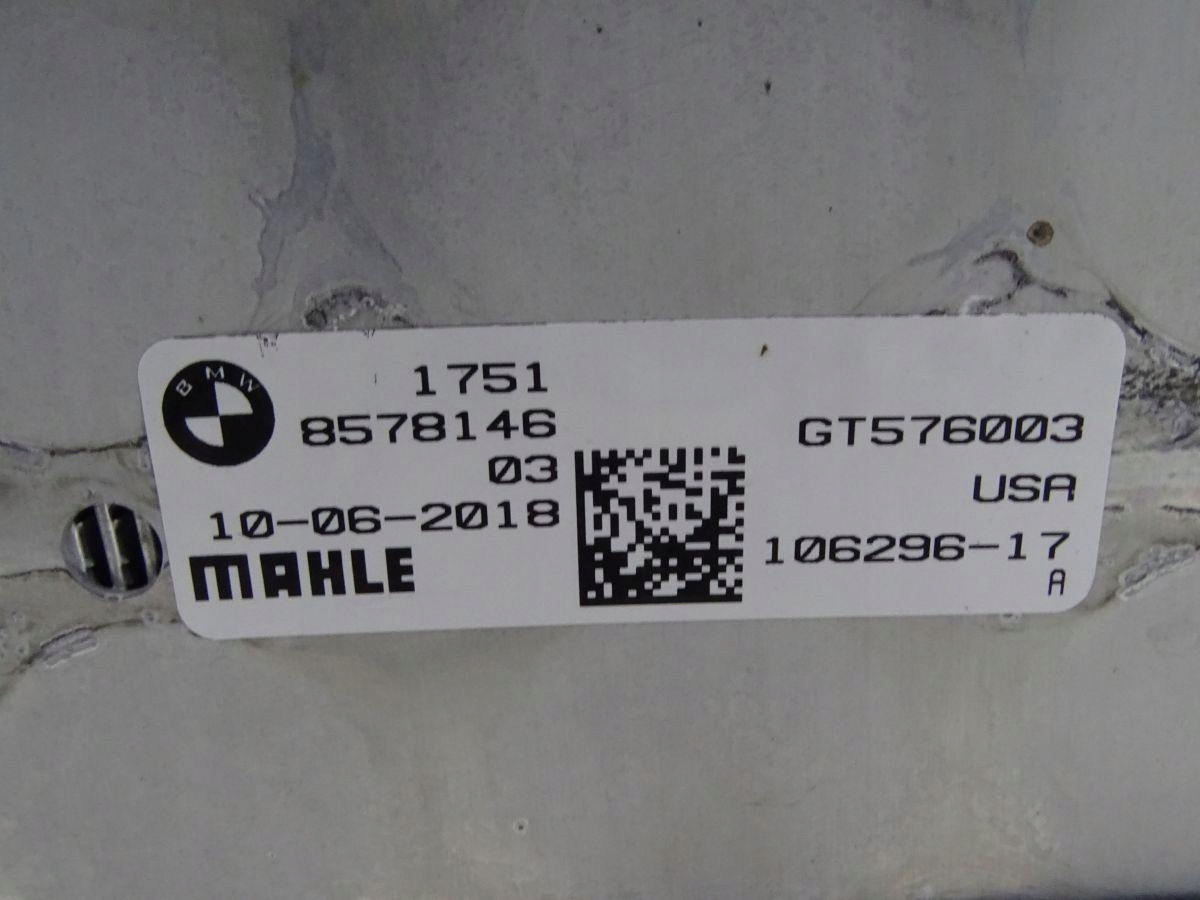 BMW
1751
8578146
03
10-06-2018
MAHLE
GT576003
USA
106296-17
A